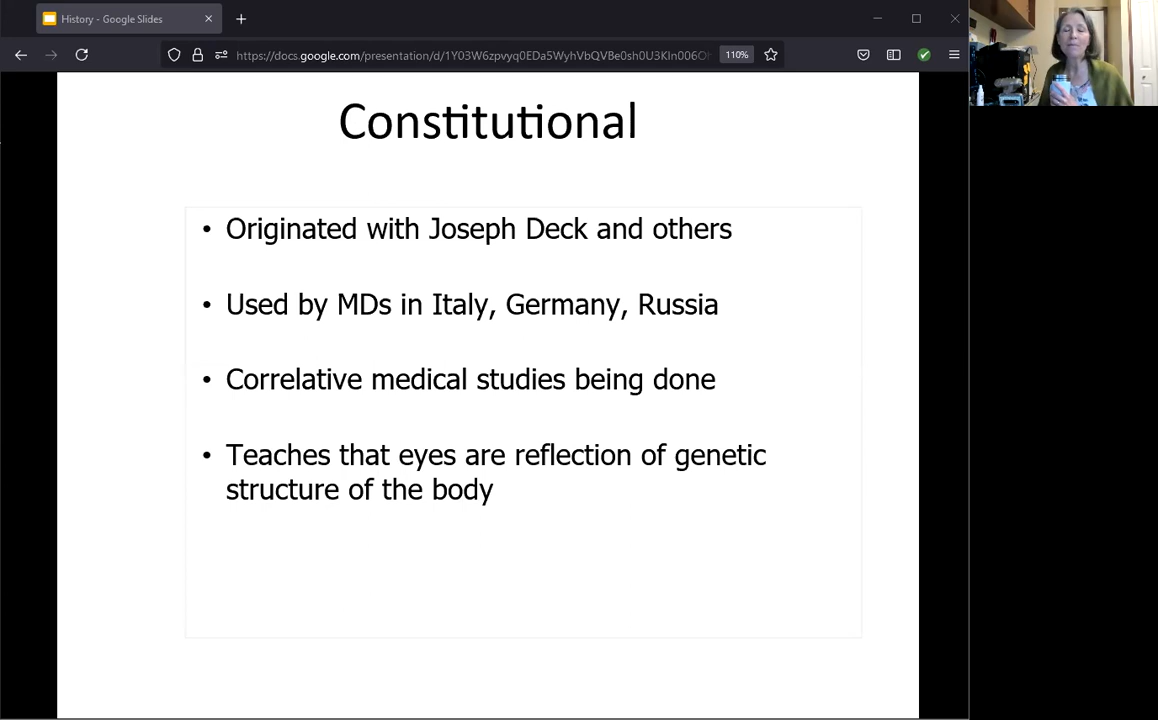 History - Google Slides
https://docs.google.com/presentation/d/
110%
Constitutional
• Originated with Joseph Deck and others
• Used by MDs in Italy, Germany, Russia
• Correlative medical studies being done
• Teaches that eyes are reflection of genetic
structure of the body